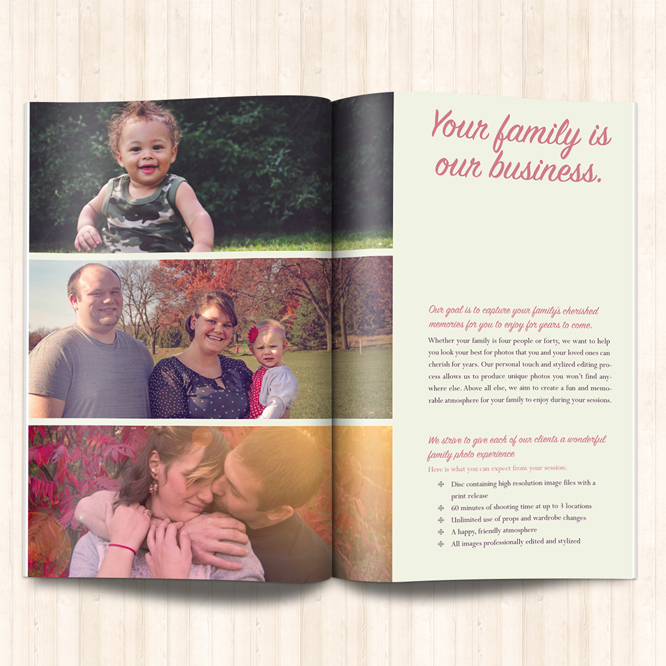 Your family is
our business.
Our goal is to capture your family's cherished
memories for you to enjoy for years to come.
Whether your family is four people or forty, we want to help
you look your best for photos that you and your loved ones can
cherish for years. Our personal touch and stylized editing pro-
cess allows us to produce unique photos you won't find any-
where else. Above all else, we aim to create a fun and memo-
rable atmosphere for your family to enjoy during your sessions.
We strive to give each of our clients a wonderful
family photo experience
Here is what you can expect from your session:
Disc containing high resolution image files with a
print release
60 minutes of shooting time at up to 3 locations
Unlimited use of props and wardrobe changes
A happy, friendly atmosphere
All images professionally edited and stylized